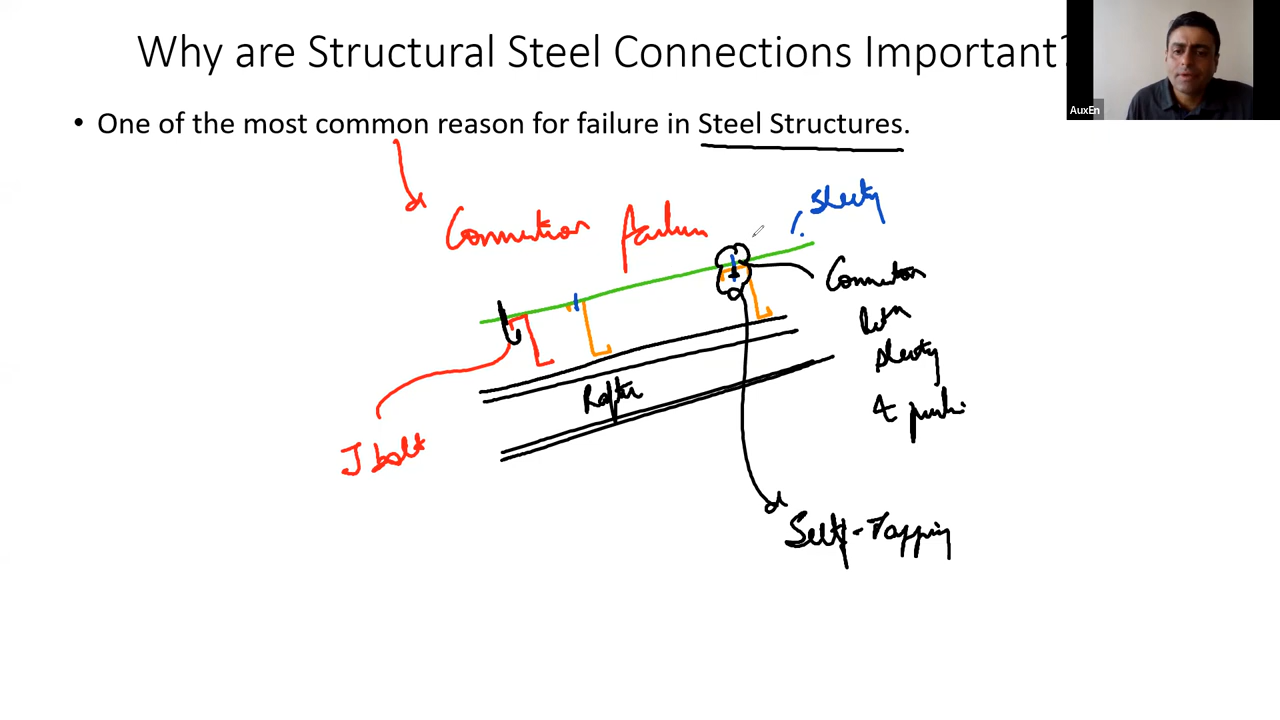 Why are Structural Steel Connections Important?
AuxEn
• One of the most common reason for failure in Steel Structures.
Connection failure
Sheeting
Connection
sheeting
&
Rafter
J bolt
Self-Tapping